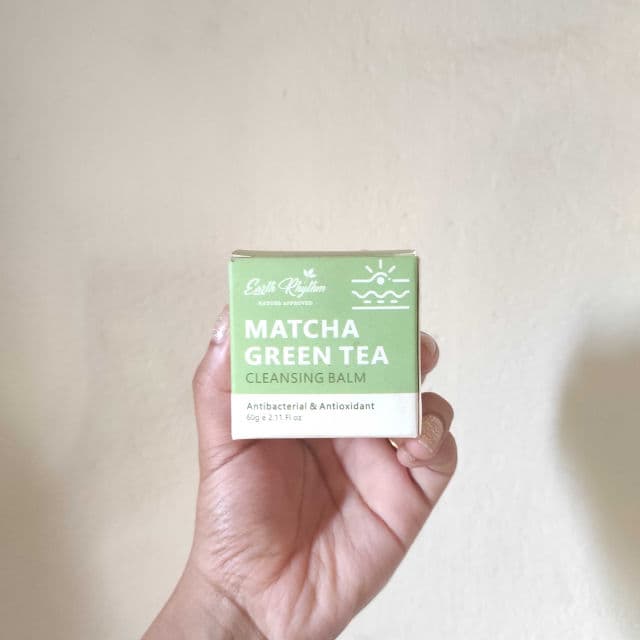 Earth Rhythm
NATURE APPROVED
MATCHA
GREEN TEA
CLEANSING BALM
Antibacterial & Antioxidant
60g e 2.11 Fl oz